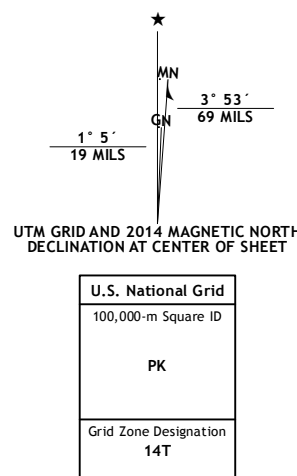 MN
3° 53´
69 MILS
GN
1° 5´
19 MILS
UTM GRID AND 2014 MAGNETIC NORTH
DECLINATION AT CENTER OF SHEET
U.S. National Grid
100,000-m Square ID
PK
Grid Zone Designation
14T